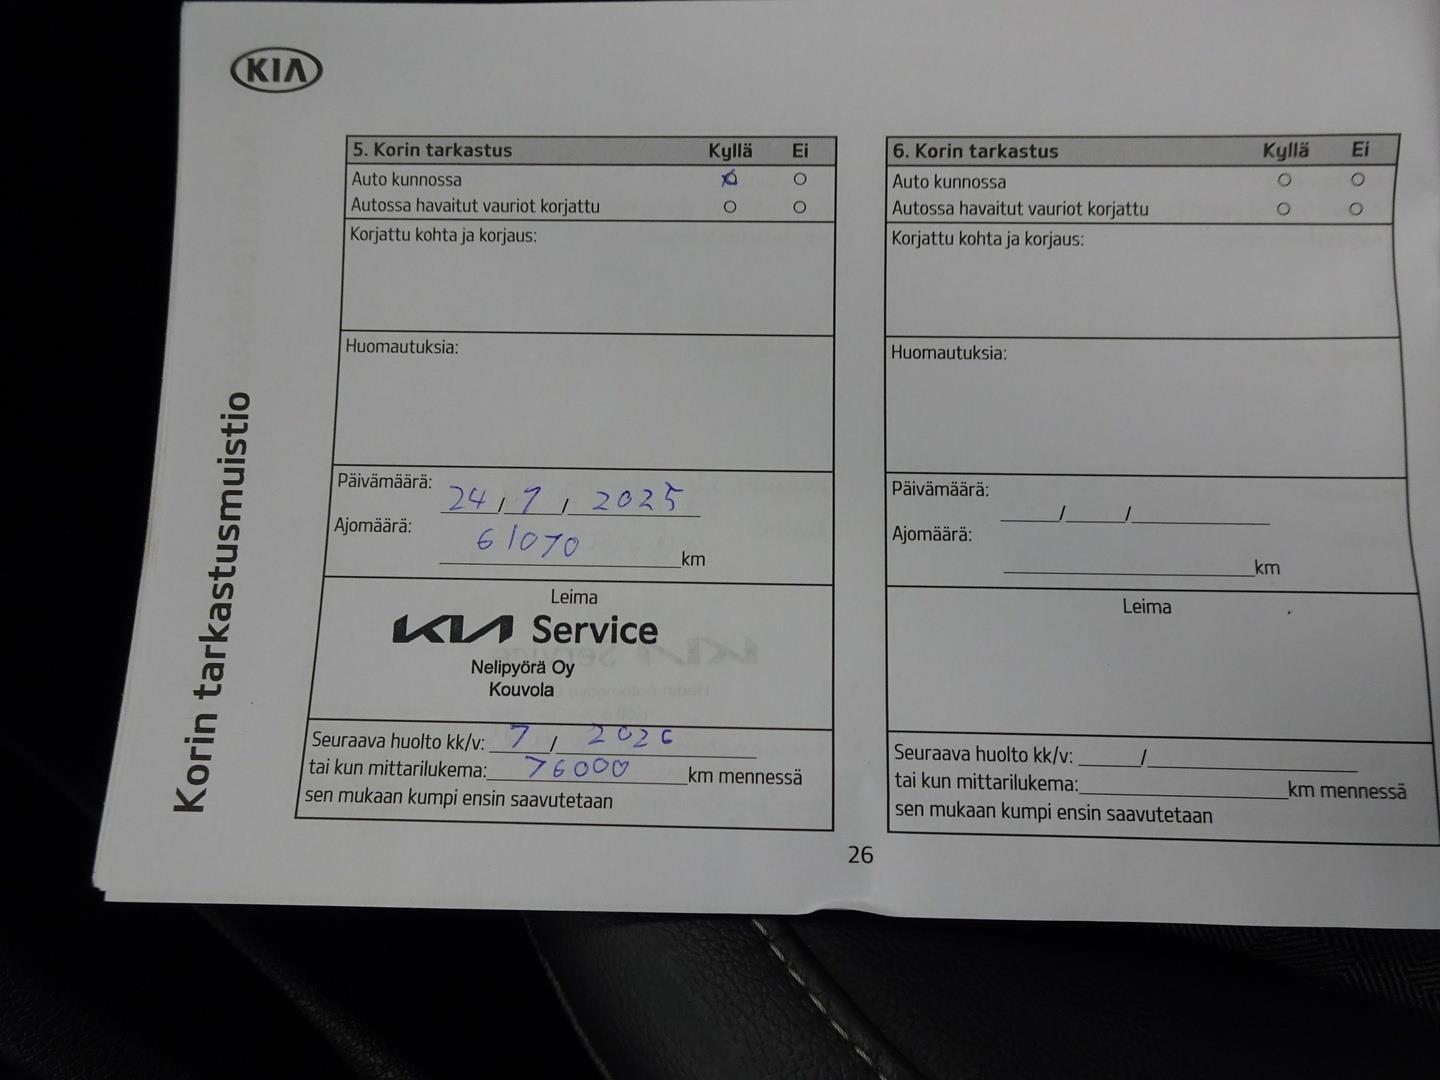 KIA
Korin tarkastusmuistio
5. Korin tarkastus Kyllä Ei
Auto kunnossa
Autossa havaitut vauriot korjattu
Korjattu kohta ja korjaus:
Huomautuksia:
Päivämäärä: 24 / 7 / 2025
Ajomäärä: 61070 km
Leima
KIA Service
Nelipyörä Oy
Kouvola
Seuraava huolto kk/v: 7 / 2026
tai kun mittarilukema: 76000 km mennessä
sen mukaan kumpi ensin saavutetaan
6. Korin tarkastus Kyllä Ei
Auto kunnossa
Autossa havaitut vauriot korjattu
Korjattu kohta ja korjaus:
Huomautuksia:
Päivämäärä: / /
Ajomäärä: km
Leima
Seuraava huolto kk/v: /
tai kun mittarilukema: km mennessä
sen mukaan kumpi ensin saavutetaan
26